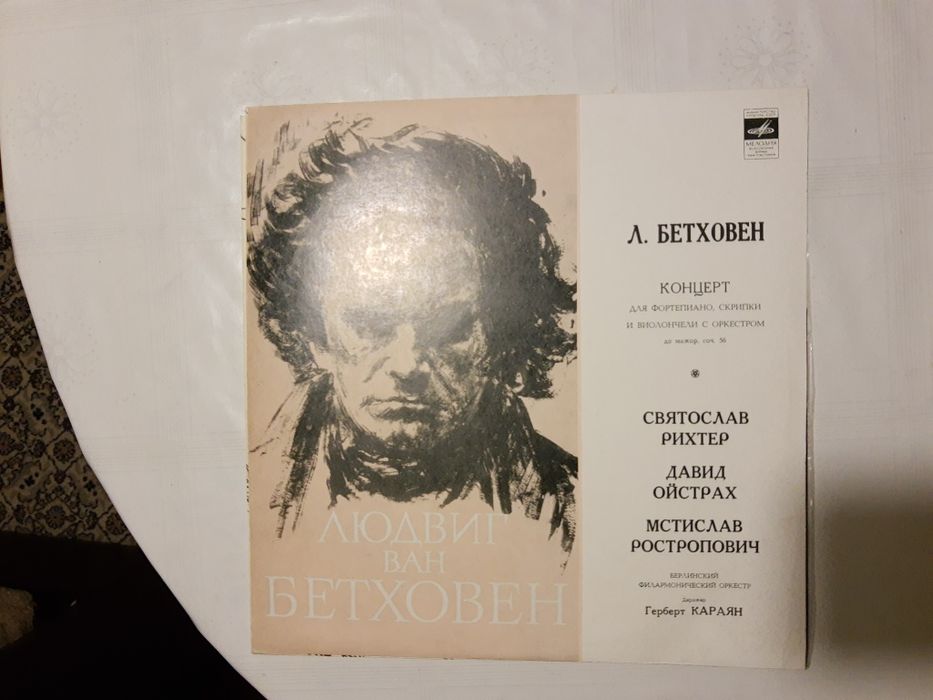 ЛЮДВИГ
ВАН
БЕТХОВЕН
МЕЛОДИЯ
Л. БЕТХОВЕН
КОНЦЕРТ
ДЛЯ ФОРТЕПИАНО, СКРИПКИ
И ВИОЛОНЧЕЛИ С ОРКЕСТРОМ
до мажор, соч. 56
СВЯТОСЛАВ
РИХТЕР
ДАВИД
ОЙСТРАХ
МСТИСЛАВ
РОСТРОПОВИЧ
БЕРЛИНСКИЙ
ФИЛАРМОНИЧЕСКИЙ ОРКЕСТР
Дирижер
Герберт КАРАЯН